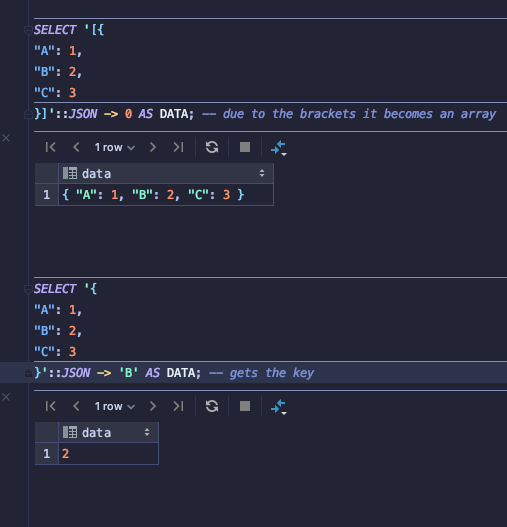 SELECT '[{
"A": 1,
"B": 2,
"C": 3
}]'::JSON -> 0 AS DATA; -- due to the brackets it becomes an array
1 row
data
1 { "A": 1, "B": 2, "C": 3 }
SELECT '{
"A": 1,
"B": 2,
"C": 3
}'::JSON -> 'B' AS DATA; -- gets the key
1 row
data
1 2